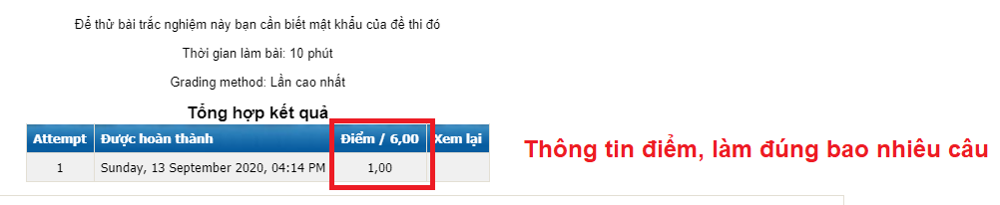 Để thử bài trắc nghiệm này bạn cần biết mật khẩu của đề thi đó
Thời gian làm bài: 10 phút
Grading method: Lần cao nhất
Tổng hợp kết quả
Attempt Được hoàn thành Điểm / 6,00 Xem lại
1 Sunday, 13 September 2020, 04:14 PM 1,00
Thông tin điểm, làm đúng bao nhiêu câu